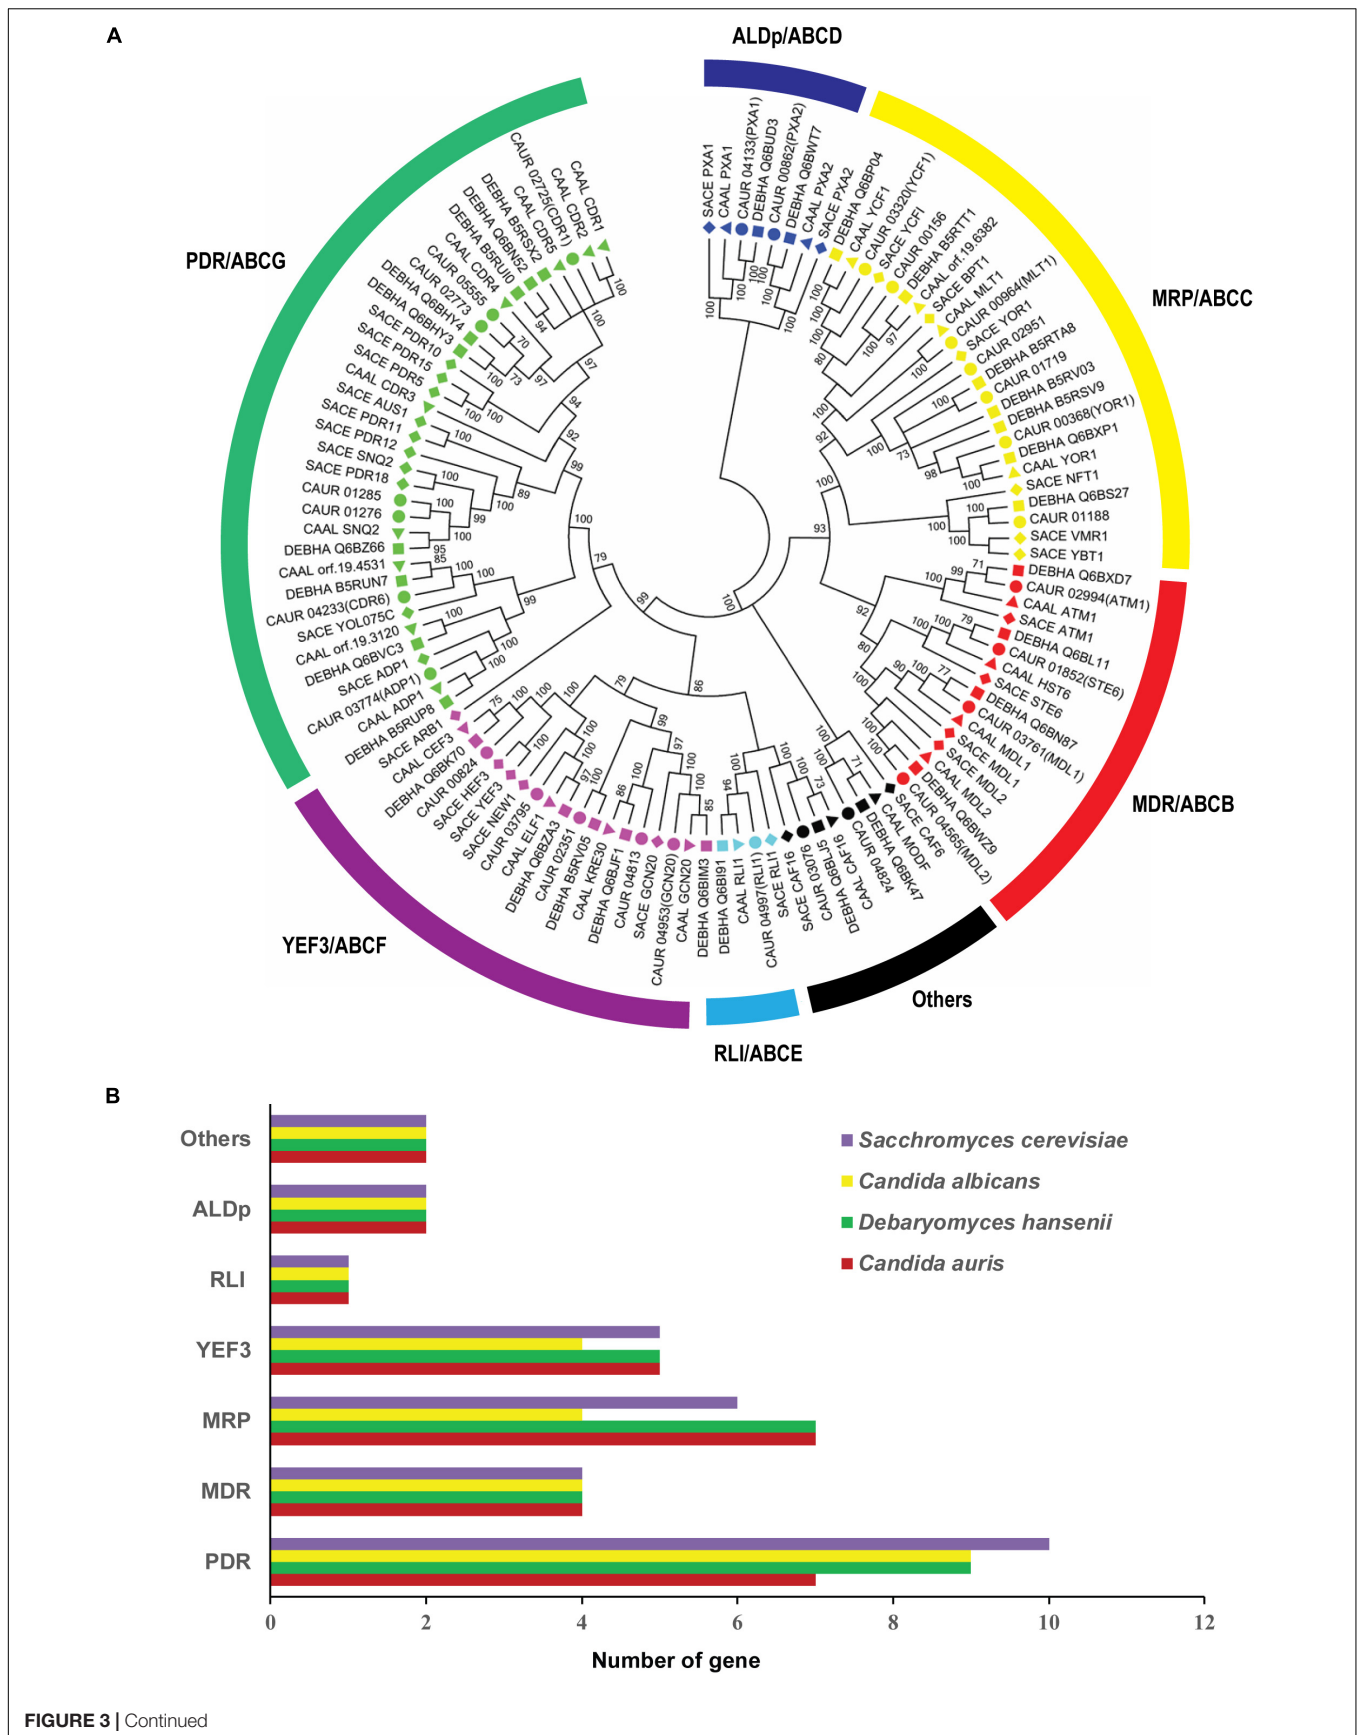 A
ALDp/ABCD
MRP/ABCC
MDR/ABCB
Others
RLI/ABCE
YEF3/ABCF
PDR/ABCG
SACE PXA1
CAAL PXA1
CAUR 04133(PXA1)
DEBHA Q6BUD3
CAUR 00862(PXA2)
DEBHA Q6BWT7
CAAL PXA2
SACE PXA2
DEBHA Q6BP04
CAAL YCF1
CAUR 03320(YCF1)
SACE YCFI
CAUR 00156
DEBHA B5RTT1
CAAL orf.19.6382
SACE BPT1
CAAL MLT1
CAUR 00964(MLT1)
SACE YOR1
CAUR 02951
DEBHA B5RTA8
CAUR 01719
DEBHA B5RV03
DEBHA B5RSV9
CAUR 00368(YOR1)
DEBHA Q6BXP1
CAAL YOR1
SACE NFT1
DEBHA Q6BS27
CAUR 01188
SACE VMR1
SACE YBT1
DEBHA Q6BXD7
CAUR 02994(ATM1)
CAAL ATM1
SACE ATM1
DEBHA Q6BL11
CAUR 01852(STE6)
CAAL HST6
SACE STE6
DEBHA Q6BN87
CAUR 03761(MDL1)
CAAL MDL1
SACE MDL1
SACE MDL2
CAAL MDL2
DEBHA Q6BWZ9
CAUR 04565(MDL2)
SACE CAF6
CAAL MODF
DEBHA Q6BK47
CAUR 04824
CAAL CAF16
DEBHA Q6BLJ5
CAUR 03076
SACE CAF16
SACE RLI1
CAUR 04997(RLI1)
CAAL RLI1
DEBHA Q6BI91
DEBHA Q6BIM3
CAAL GCN20
CAUR 04953(GCN20)
SACE GCN20
CAUR 04813
DEBHA Q6BJF1
CAAL KRE30
DEBHA B5RV05
CAUR 02351
DEBHA Q6BZA3
CAAL ELF1
CAUR 03795
SACE NEW1
SACE YEF3
SACE HEF3
CAUR 00824
DEBHA Q6BK70
CAAL CEF3
SACE ARB1
DEBHA B5RUP8
CAAL ADP1
CAUR 03774(ADP1)
SACE ADP1
DEBHA Q6BVC3
CAAL orf.19.3120
SACE YOL075C
CAUR 04233(CDR6)
DEBHA B5RUN7
CAAL orf.19.4531
DEBHA Q6BZ66
CAAL SNQ2
CAUR 01276
CAUR 01285
SACE PDR18
SACE SNQ2
SACE PDR12
SACE PDR11
SACE AUS1
CAAL CDR3
SACE PDR5
SACE PDR15
SACE PDR10
DEBHA Q6BHY3
DEBHA Q6BHY4
CAUR 02773
CAUR 05655
CAAL CDR4
DEBHA B5RUI0
DEBHA Q6BN52
DEBHA B5RSX2
CAAL CDR5
CAUR 02725(CDR1)
CAAL CDR2
CAAL CDR1
B
Others
ALDp
RLI
YEF3
MRP
MDR
PDR
Sacchromyces cerevisiae
Candida albicans
Debaryomyces hansenii
Candida auris
0 2 4 6 8 10 12
Number of gene
FIGURE 3 | Continued